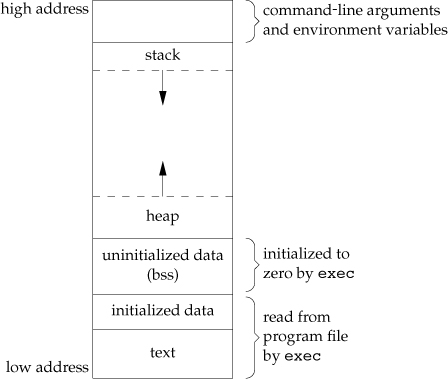 high address
command-line arguments
and environment variables
stack
heap
uninitialized data
(bss)
initialized to
zero by exec
initialized data
read from
program file
by exec
text
low address